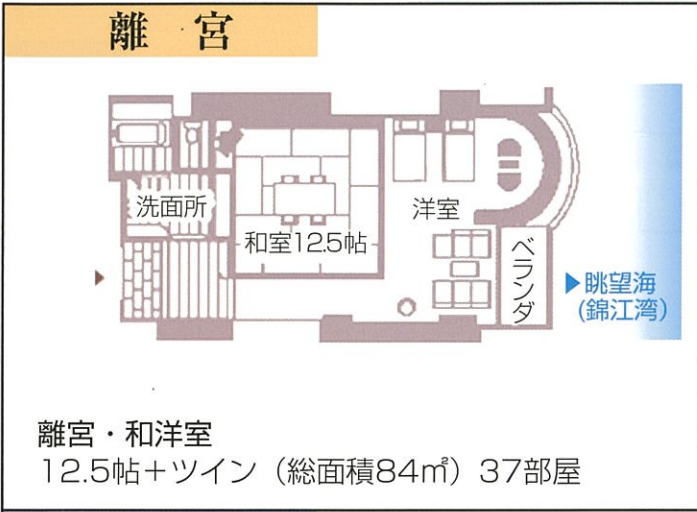 離宮
洗面所
和室12.5帖
洋室
ベランダ
眺望海
(錦江湾)
離宮・和洋室
12.5帖+ツイン(総面積84㎡)37部屋